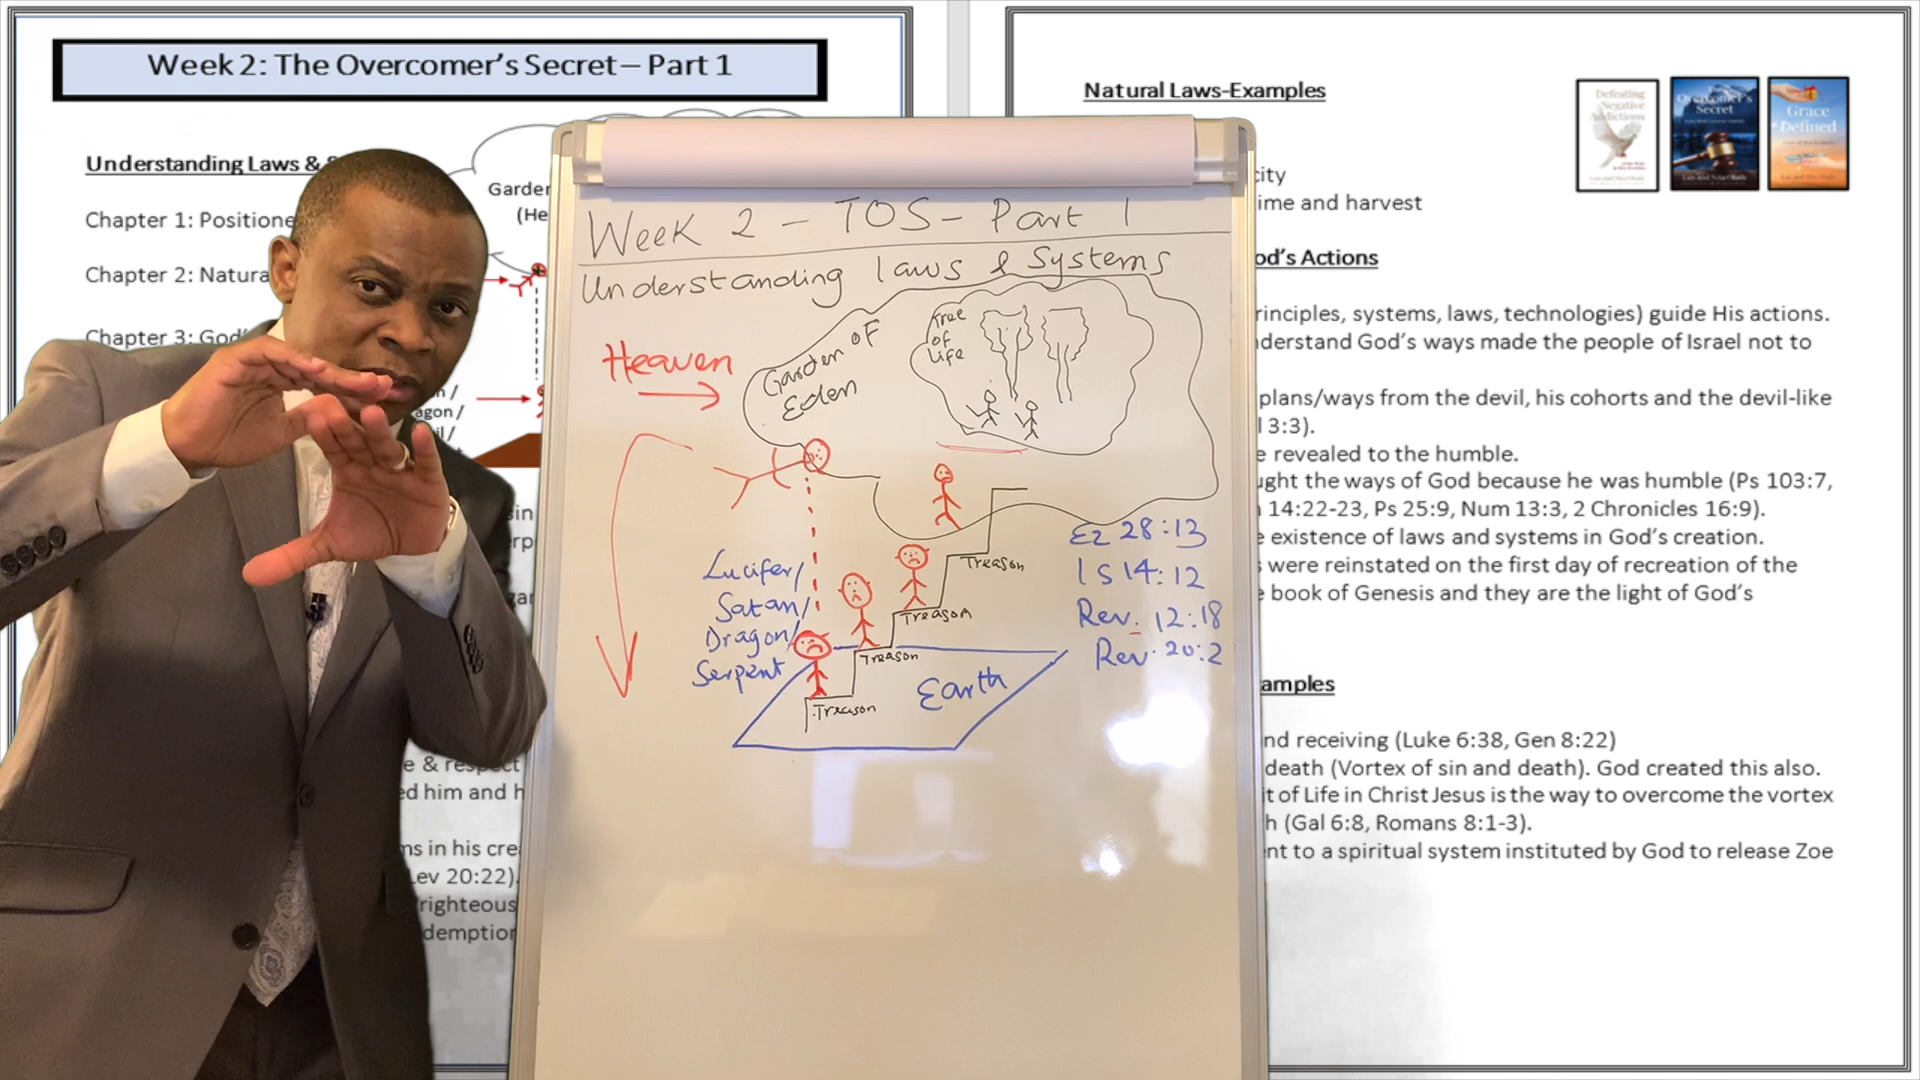 Week 2: The Overcomer's Secret – Part 1
Understanding Laws &
Chapter 1: Positione
Chapter 2: Natura
Chapter 3: God'
Garden
(He
agon /
il /
sin
erp
gar
e & respect
ed him and h
ms in his crea
Lev 20:22).
righteous
demption
Week 2 - TOS - Part 1
Understanding laws & Systems
Heaven
Garden of
Eden
Tree
of
life
Lucifer/
Satan/
Dragon/
Serpent
Treason
Treason
Treason
Treason
Earth
Ez 28:13
Is 14:12
Rev. 12:18
Rev. 20:2
Natural Laws-Examples
Defeating
Negative
Addictions
Overcomer's
Secret
Grace
Defined
city
ime and harvest
od's Actions
rinciples, systems, laws, technologies) guide His actions.
derstand God's ways made the people of Israel not to
plans/ways from the devil, his cohorts and the devil-like
l 3:3).
e revealed to the humble.
ught the ways of God because he was humble (Ps 103:7,
14:22-23, Ps 25:9, Num 13:3, 2 Chronicles 16:9).
e existence of laws and systems in God's creation.
s were reinstated on the first day of recreation of the
e book of Genesis and they are the light of God's
amples
nd receiving (Luke 6:38, Gen 8:22)
death (Vortex of sin and death). God created this also.
it of Life in Christ Jesus is the way to overcome the vortex
h (Gal 6:8, Romans 8:1-3).
ent to a spiritual system instituted by God to release Zoe